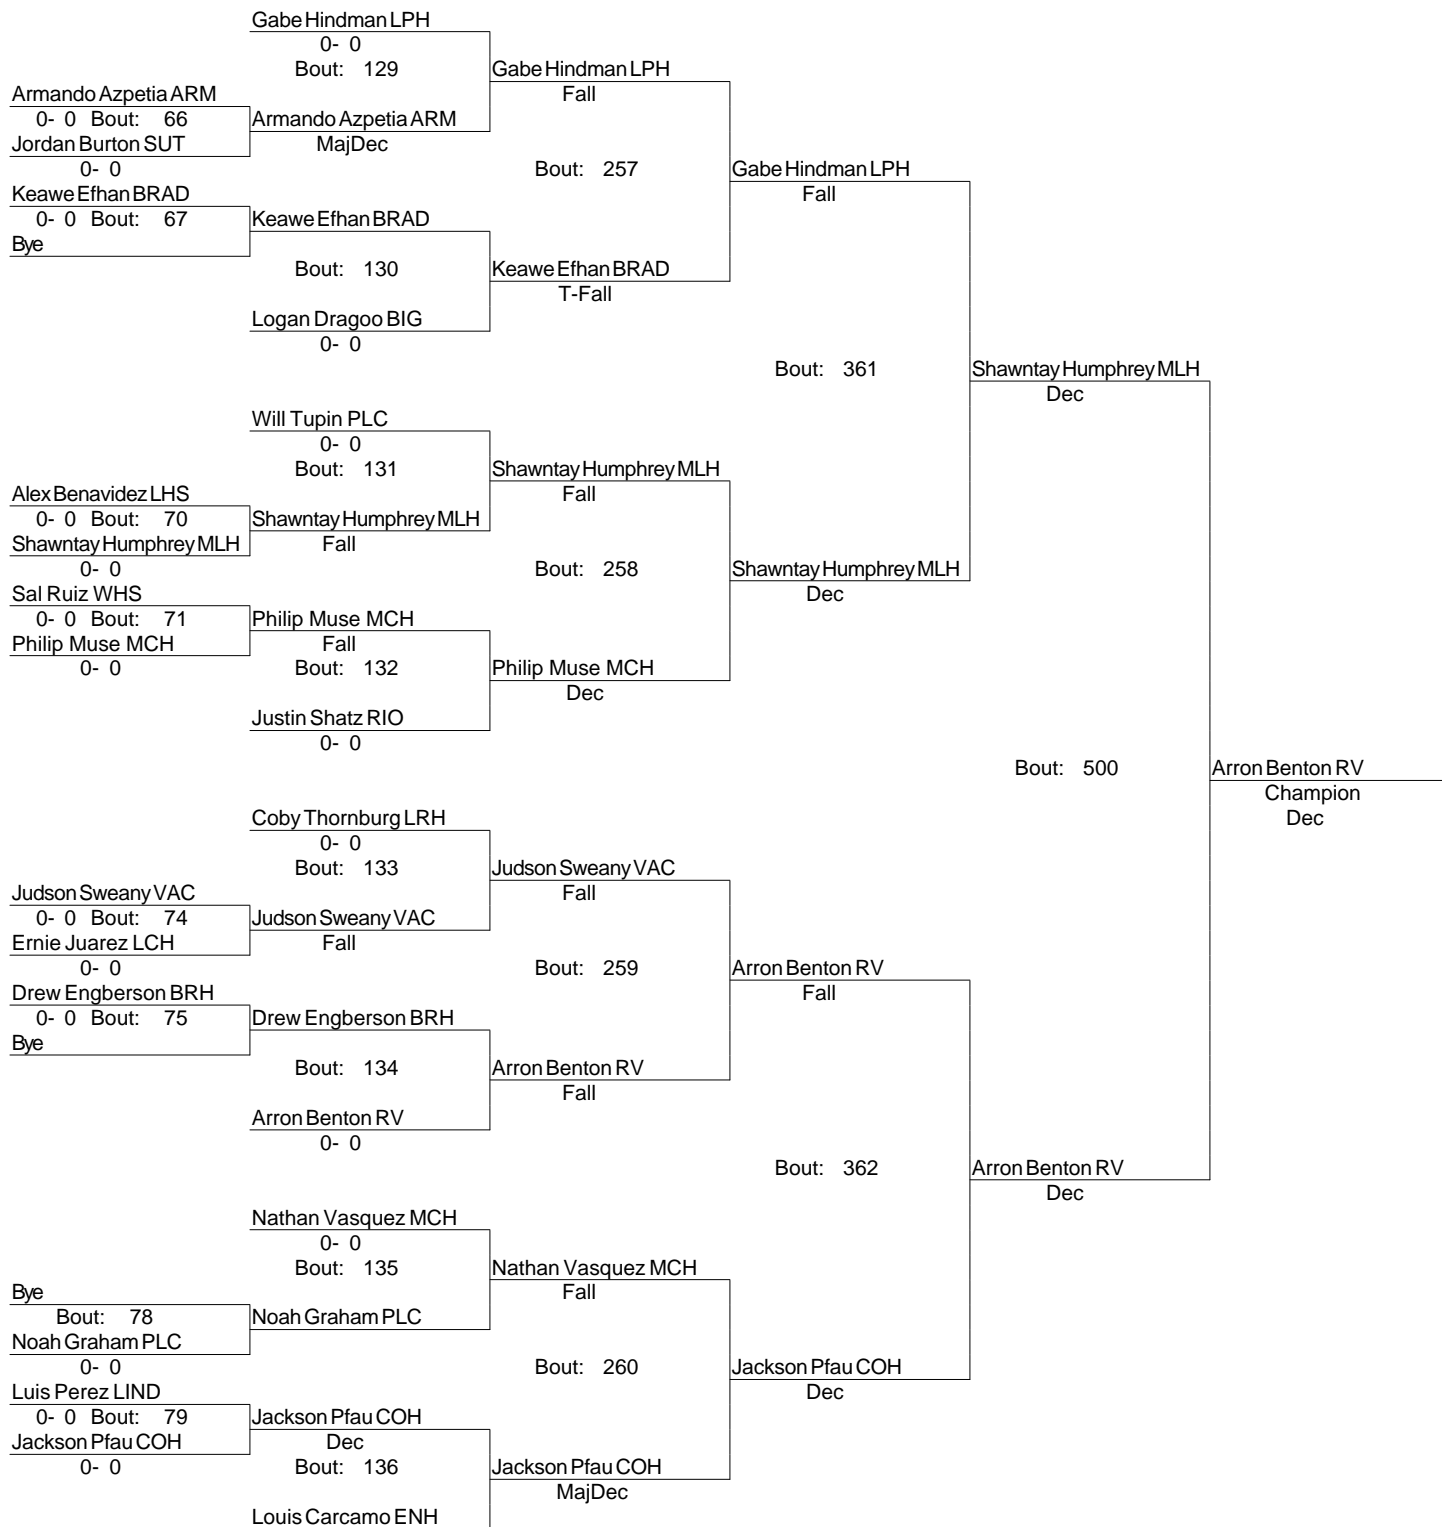 Gabe Hindman LPH
0- 0
Bout: 129
Gabe Hindman LPH
Fall
Armando Azpetia ARM
0- 0 Bout: 66
Armando Azpetia ARM
MajDec
Jordan Burton SUT
0- 0
Bout: 257
Gabe Hindman LPH
Fall
Keawe Efhan BRAD
0- 0 Bout: 67
Keawe Efhan BRAD
Bye
Bout: 130
Keawe Efhan BRAD
T-Fall
Logan Dragoo BIG
0- 0
Bout: 361
Shawntay Humphrey MLH
Dec
Will Tupin PLC
0- 0
Bout: 131
Shawntay Humphrey MLH
Fall
Alex Benavidez LHS
0- 0 Bout: 70
Shawntay Humphrey MLH
Fall
Shawntay Humphrey MLH
0- 0
Bout: 258
Shawntay Humphrey MLH
Dec
Sal Ruiz WHS
0- 0 Bout: 71
Philip Muse MCH
Fall
Philip Muse MCH
0- 0
Bout: 132
Philip Muse MCH
Dec
Justin Shatz RIO
0- 0
Bout: 500
Arron Benton RV
Champion
Dec
Coby Thornburg LRH
0- 0
Bout: 133
Judson Sweany VAC
Fall
Judson Sweany VAC
0- 0 Bout: 74
Judson Sweany VAC
Fall
Ernie Juarez LCH
0- 0
Bout: 259
Arron Benton RV
Fall
Drew Engberson BRH
0- 0 Bout: 75
Drew Engberson BRH
Bye
Bout: 134
Arron Benton RV
Fall
Arron Benton RV
0- 0
Bout: 362
Arron Benton RV
Dec
Nathan Vasquez MCH
0- 0
Bout: 135
Nathan Vasquez MCH
Fall
Bye
Bout: 78
Noah Graham PLC
Noah Graham PLC
0- 0
Bout: 260
Jackson Pfau COH
Dec
Luis Perez LIND
0- 0 Bout: 79
Jackson Pfau COH
Dec
Jackson Pfau COH
0- 0
Bout: 136
Jackson Pfau COH
MajDec
Louis Carcamo ENH